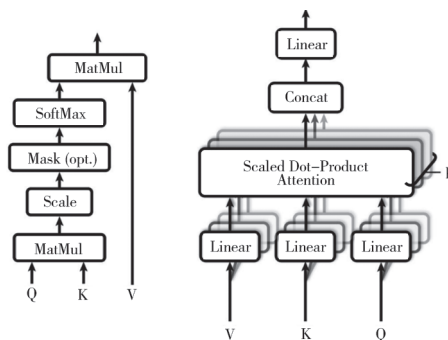 MatMul
SoftMax
Mask (opt.)
Scale
MatMul
Q K V
Linear
Concat
Scaled Dot-Product
Attention
Linear Linear Linear
V K Q